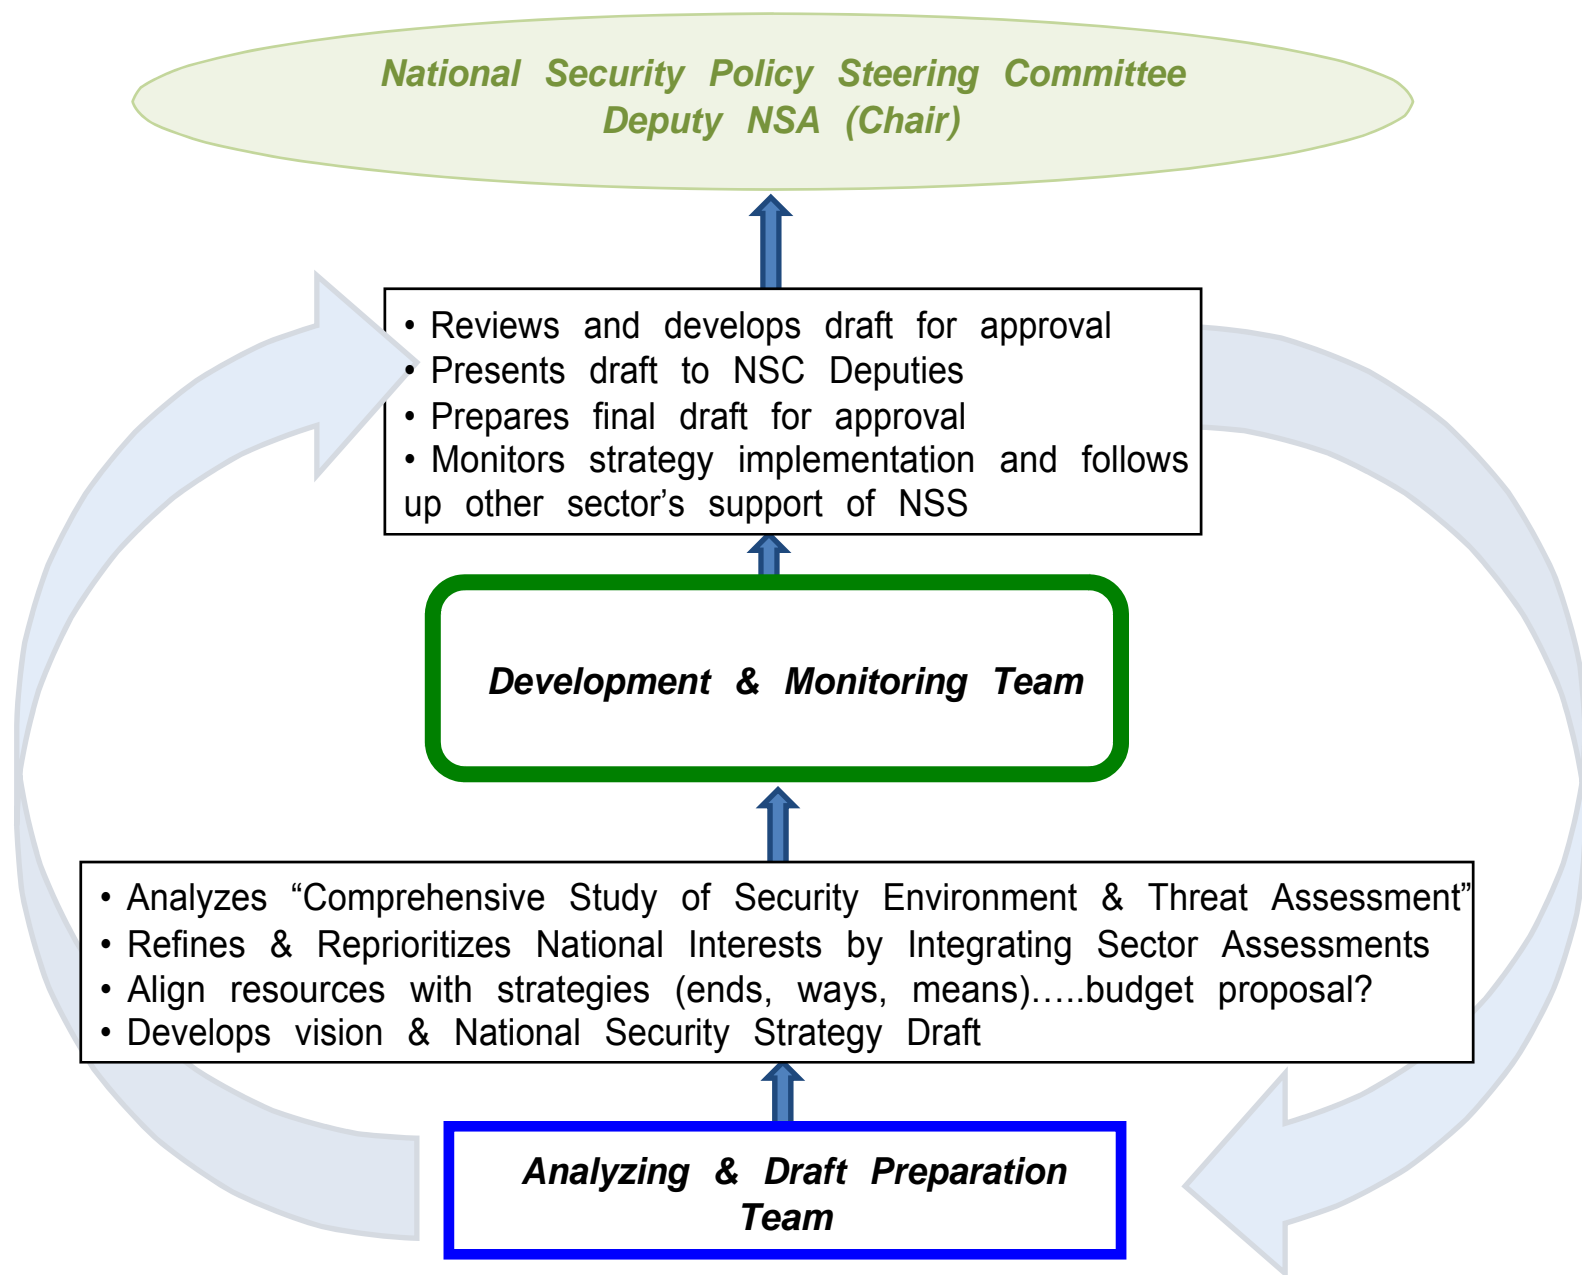 National Security Policy Steering Committee
Deputy NSA (Chair)
• Reviews and develops draft for approval
• Presents draft to NSC Deputies
• Prepares final draft for approval
• Monitors strategy implementation and follows
up other sector’s support of NSS
Development & Monitoring Team
• Analyzes “Comprehensive Study of Security Environment & Threat Assessment”
• Refines & Reprioritizes National Interests by Integrating Sector Assessments
• Align resources with strategies (ends, ways, means)…..budget proposal?
• Develops vision & National Security Strategy Draft
Analyzing & Draft Preparation
Team